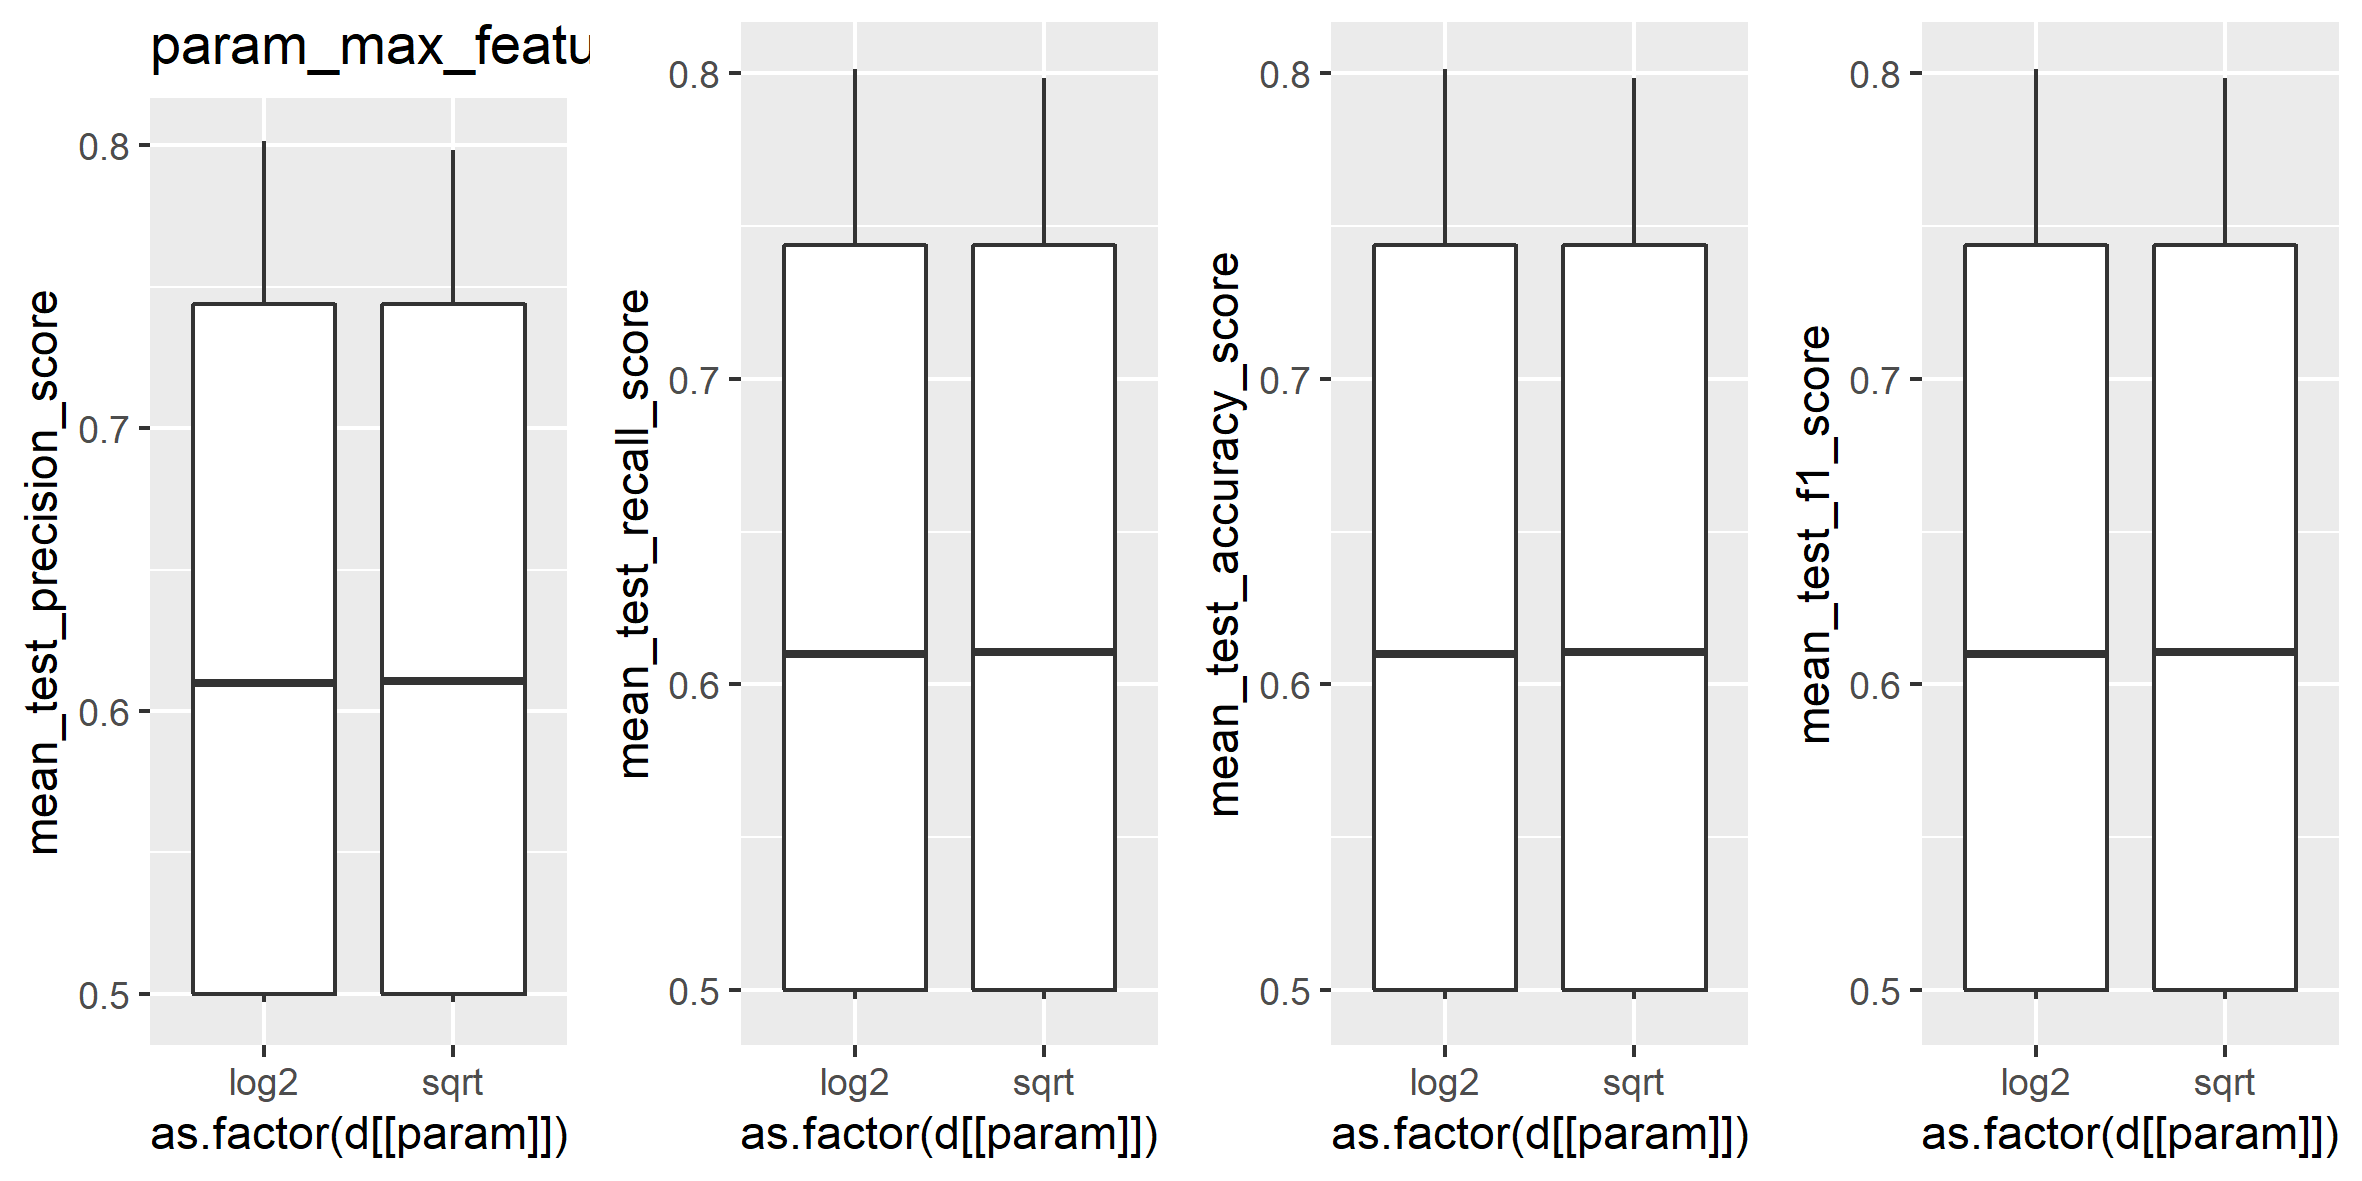 param_max_featu
mean_test_precision_score
0.8
0.7
0.6
0.5
log2 sqrt
as.factor(d[[param]])
mean_test_recall_score
0.8
0.7
0.6
0.5
log2 sqrt
as.factor(d[[param]])
mean_test_accuracy_score
0.8
0.7
0.6
0.5
log2 sqrt
as.factor(d[[param]])
mean_test_f1_score
0.8
0.7
0.6
0.5
log2 sqrt
as.factor(d[[param]])